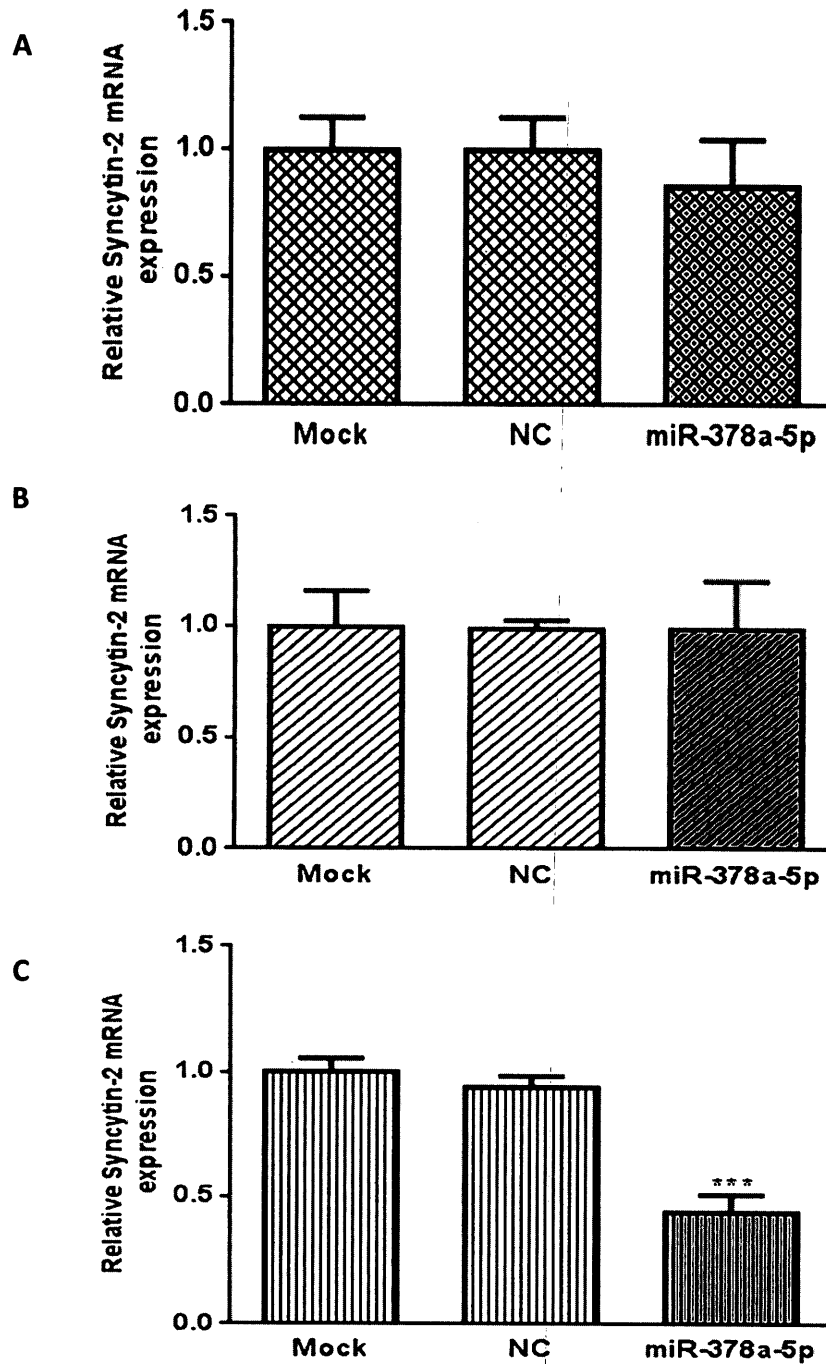 A
Relative Syncytin-2 mRNA
expression
1.5
1.0
0.5
0.0
Mock NC miR-378a-5p
B
Relative Syncytin-2 mRNA
expression
1.5
1.0
0.5
0.0
Mock NC miR-378a-5p
C
Relative Syncytin-2 mRNA
expression
1.5
1.0
0.5
0.0
***
Mock NC miR-378a-5p